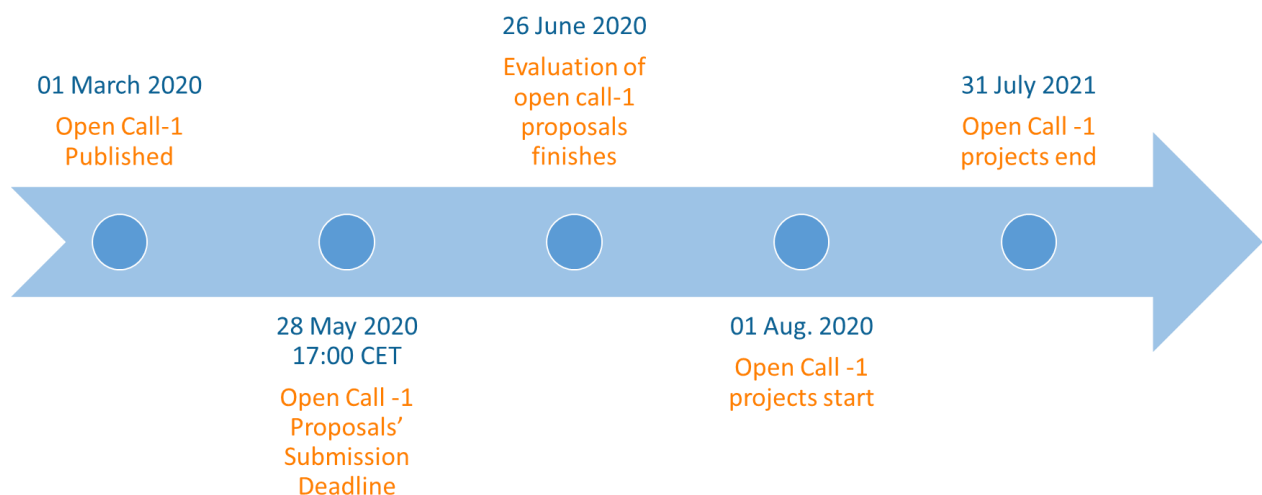 01 March 2020
Open Call-1
Published
28 May 2020
17:00 CET
Open Call -1
Proposals’
Submission
Deadline
26 June 2020
Evaluation of
open call-1
proposals
finishes
01 Aug. 2020
Open Call -1
projects start
31 July 2021
Open Call -1
projects end